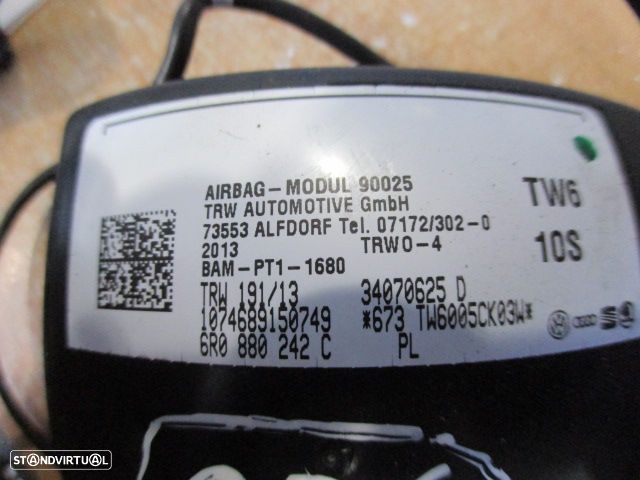 AIRBAG-MODUL 90025
TRW AUTOMOTIVE GmbH
73553 ALFDORF Tel. 07172/302-0
2013 TRWO-4
BAM-PT1-1680
TW6
10S
TRW 191/13 34070625 D
1074689150749 *673 TW6005CK03W*
6R0 880 242 C PL
STANDVIRTUAL